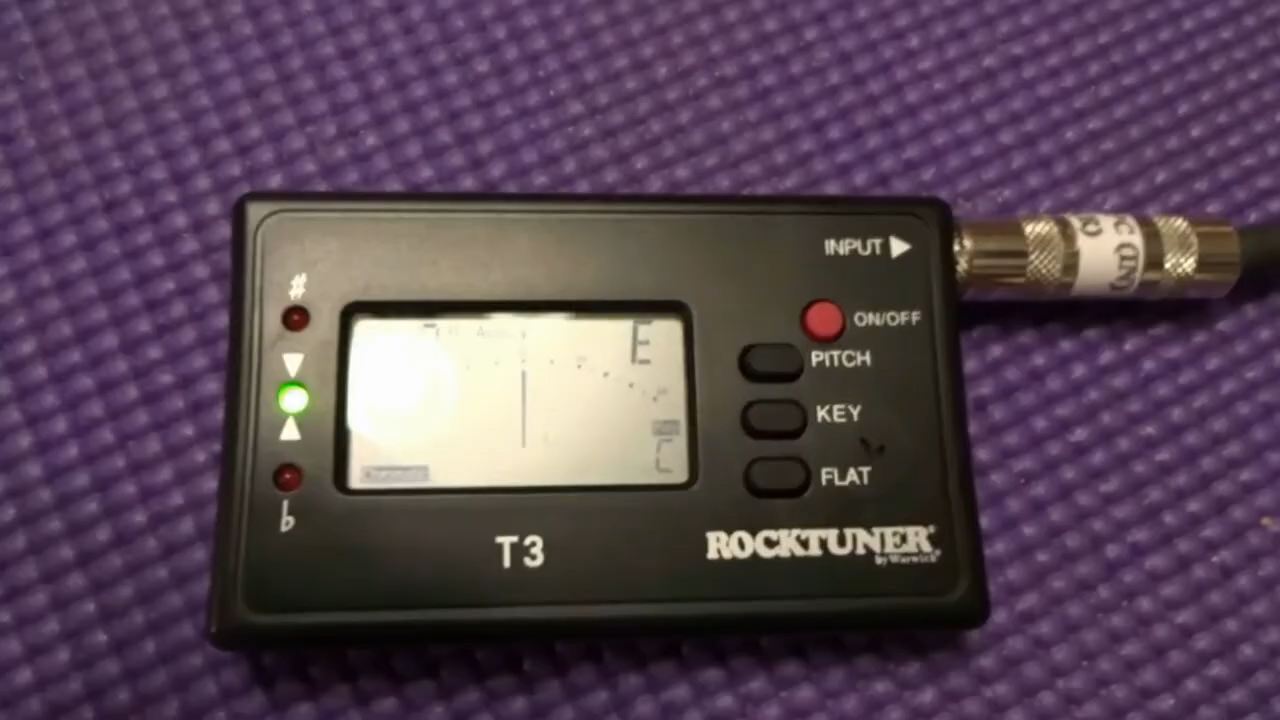 INPUT
#
ON/OFF
E
PITCH
KEY
C
FLAT
b
T3
ROCKTUNER®
by Warwick®